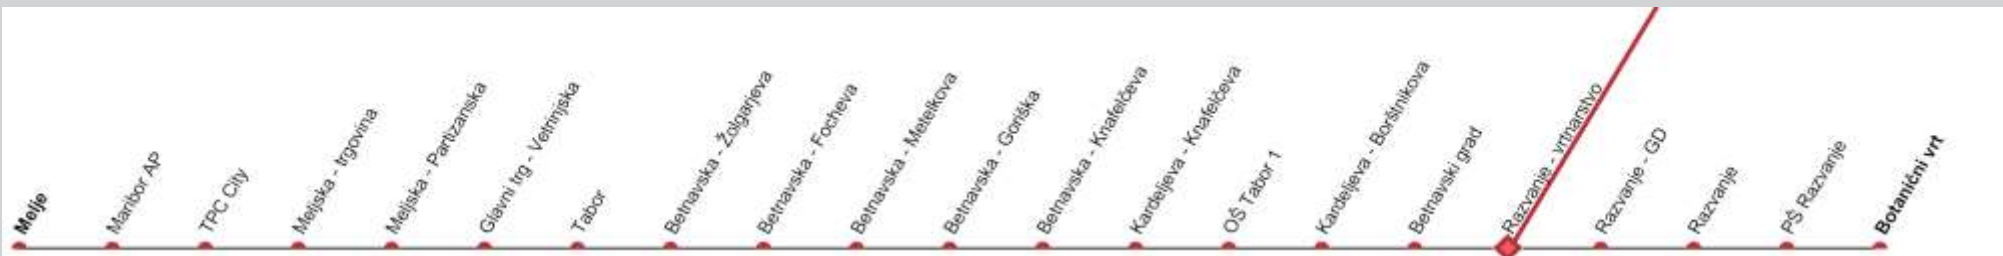 Melje
Maribor AP
TPC City
Meljska - trgovina
Meljska - Partizanska
Glavni trg - Vetrinjska
Tabor
Betnavska - Žolgarjeva
Betnavska - Focheva
Betnavska - Metelkova
Betnavska - Goriška
Betnavska - Knafelčeva
Kardeljeva - Knafelčeva
OŠ Tabor 1
Kardeljeva - Borštnikova
Betnavski grad
Razvanje - vrtnarstvo
Razvanje - GD
Razvanje
PŠ Razvanje
Botanični vrt